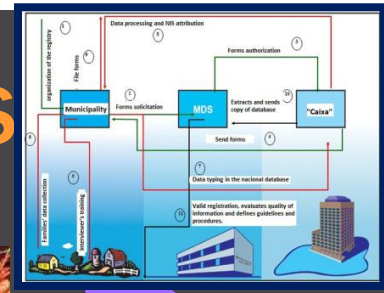 S
Data processing and NIS attribution
Forms authorization
organization of the registry
File forms
Municipality
Forms solicitation
MDS
Extracts and sends
copy of database
"Caixa"
Send forms
Data typing in the nacional database
Families' data collection
Interviewer's training
Valid registration, evaluates quality of
information and defines guidelines and
procedures.